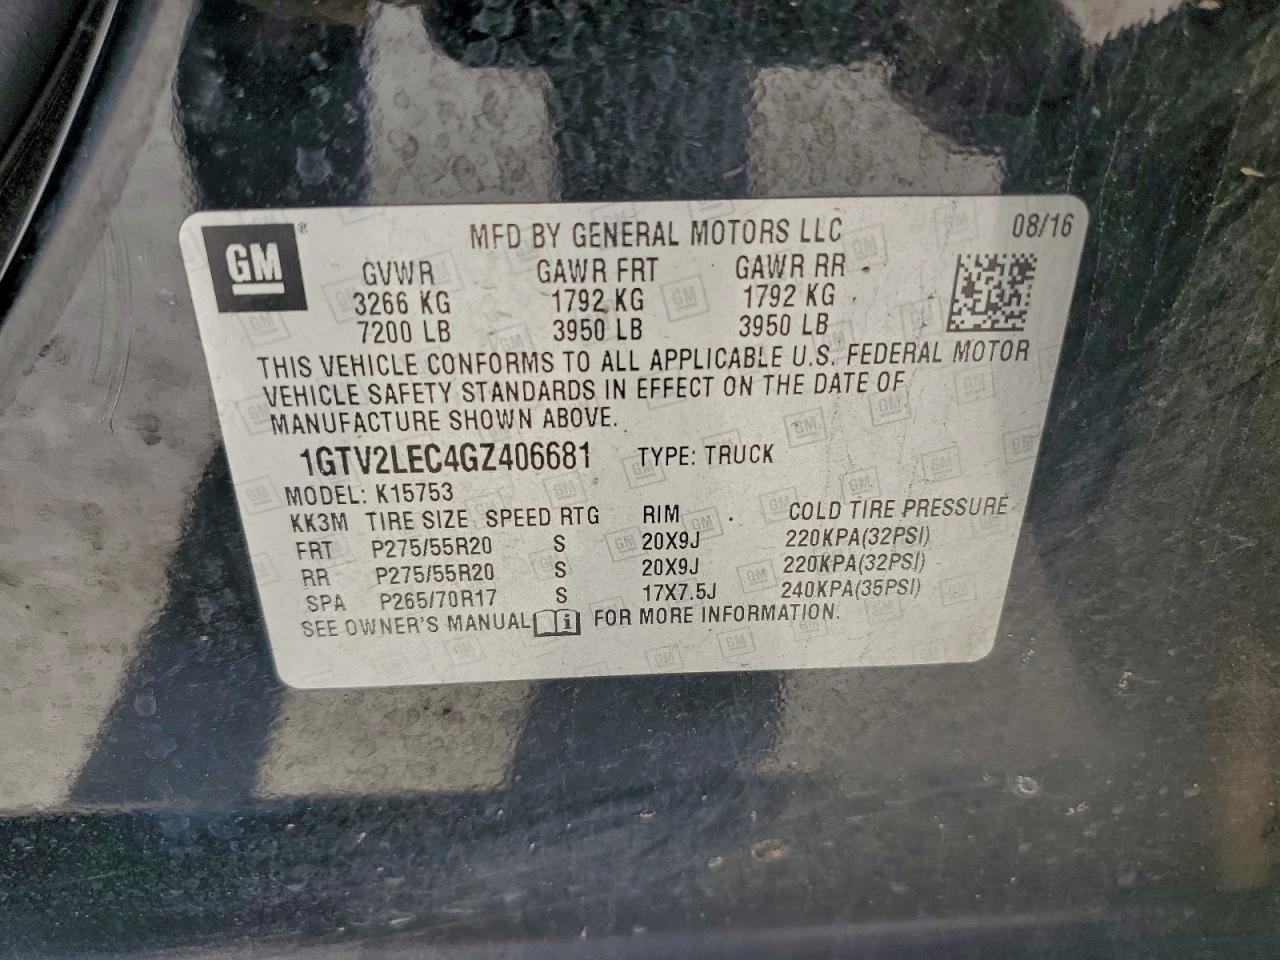 GM ® MFD BY GENERAL MOTORS LLC 08/16
GVWR GAWR FRT GAWR RR
3266 KG 1792 KG 1792 KG
7200 LB 3950 LB 3950 LB
THIS VEHICLE CONFORMS TO ALL APPLICABLE U.S. FEDERAL MOTOR
VEHICLE SAFETY STANDARDS IN EFFECT ON THE DATE OF
MANUFACTURE SHOWN ABOVE.
1GTV2LEC4GZ406681 TYPE: TRUCK
MODEL: K15753
KK3M TIRE SIZE SPEED RTG RIM COLD TIRE PRESSURE
FRT P275/55R20 S 20X9J 220KPA(32PSI)
RR P275/55R20 S 20X9J 220KPA(32PSI)
SPA P265/70R17 S 17X7.5J 240KPA(35PSI)
SEE OWNER'S MANUAL i FOR MORE INFORMATION.